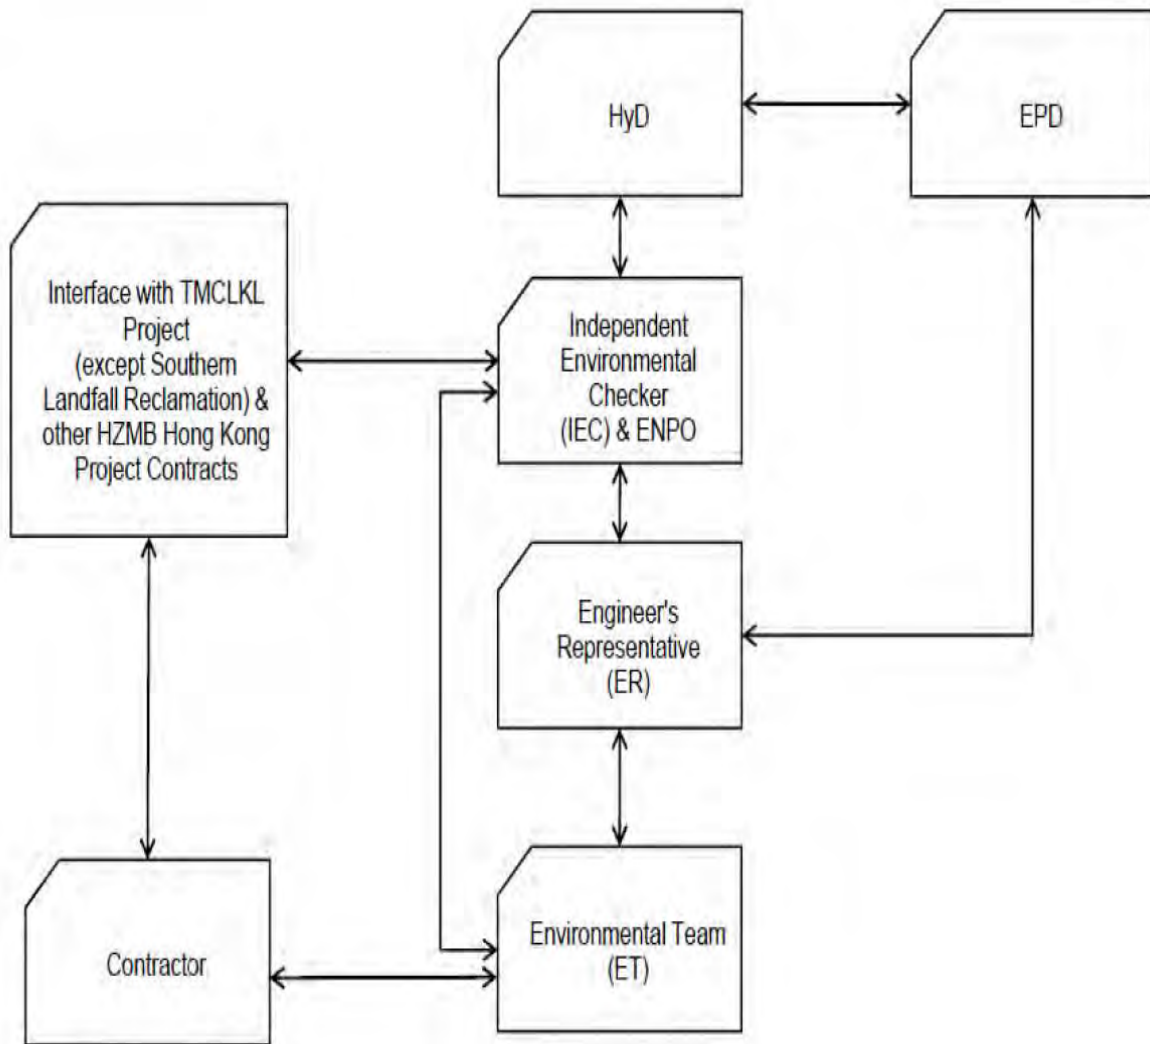 HyD
EPD
Interface with TMCLKL
Project
(except Southern
Landfall Reclamation) &
other HZMB Hong Kong
Project Contracts
Independent
Environmental
Checker
(IEC) & ENPO
Engineer's
Representative
(ER)
Contractor
Environmental Team
(ET)